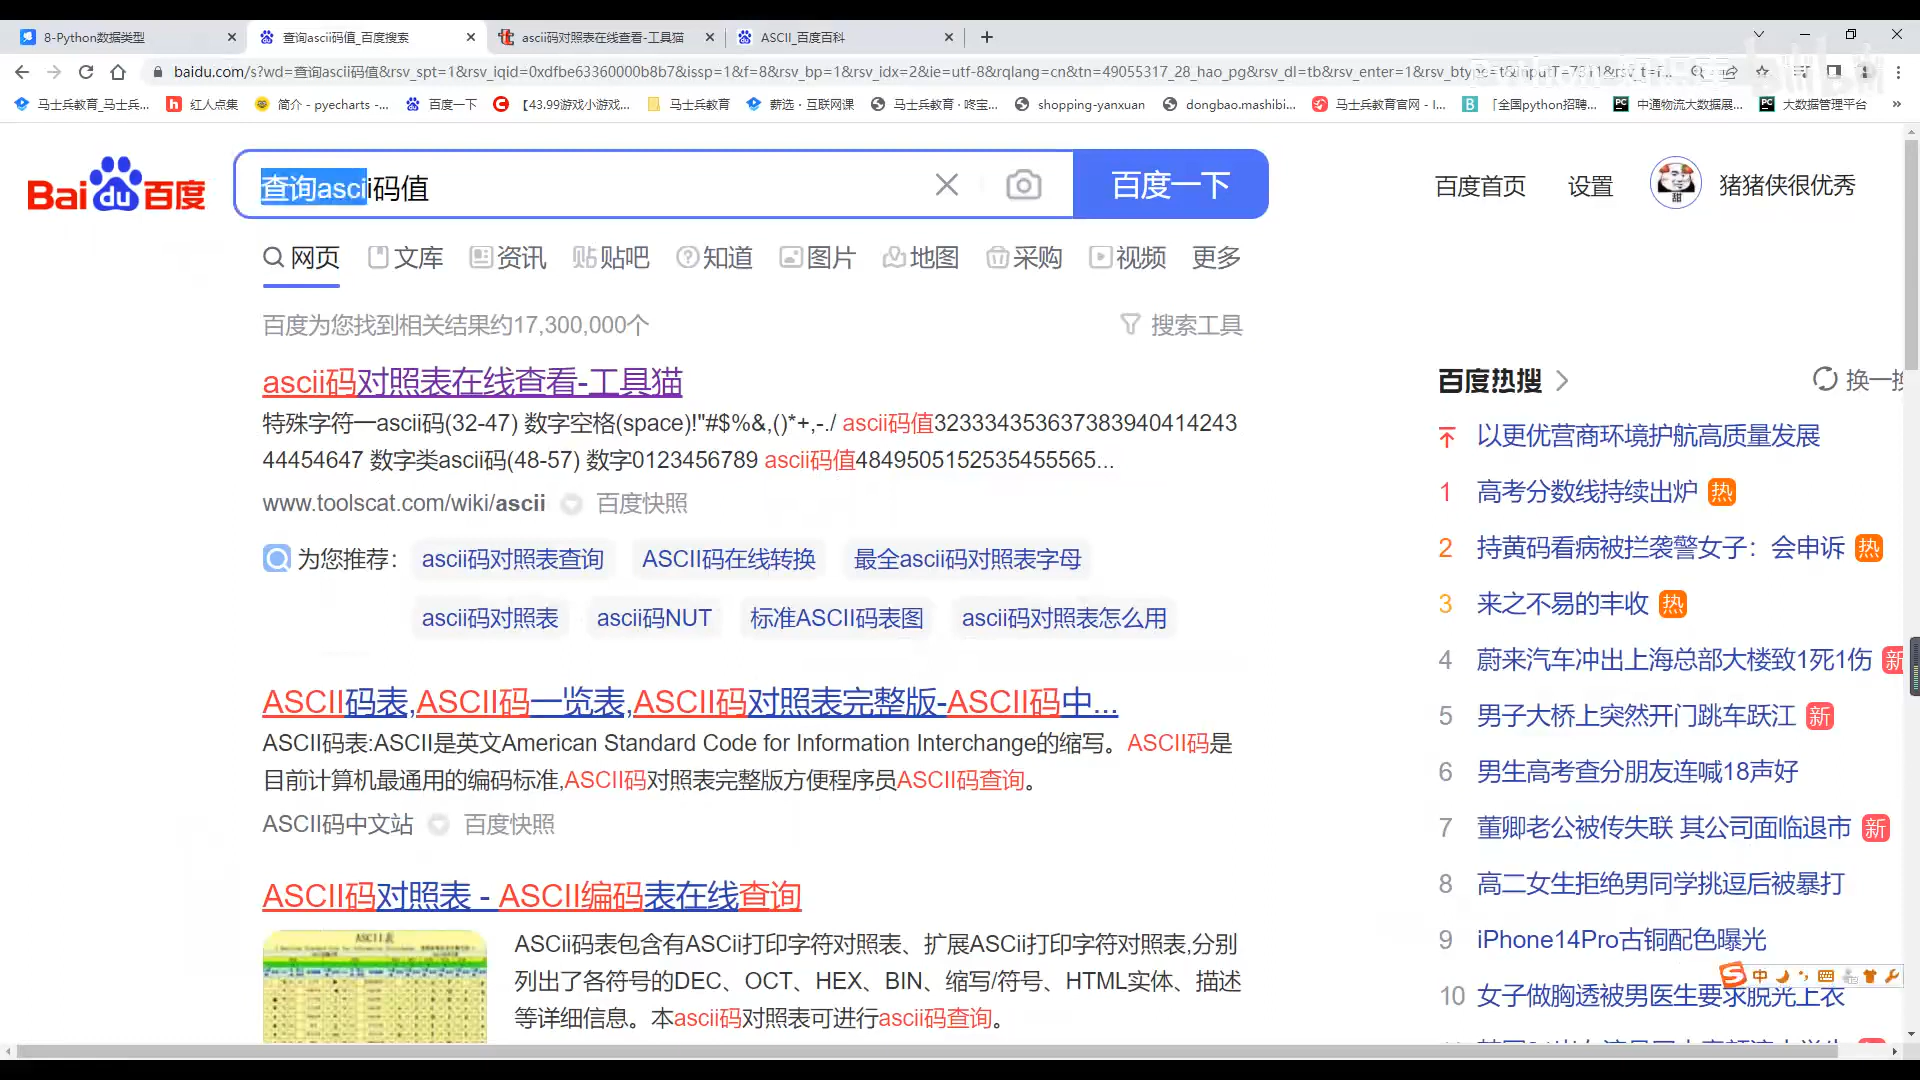 8-Python数据类型
查询ascii码值_百度搜索
ascii码对照表在线查看-工具猫
ASCII_百度百科
baidu.com/s?wd=查询ascii码值&rsv_spt=1&rsv_iqid=0xdfbe63360000b8b7&issp=1&f=8&rsv_bp=1&rsv_idx=2&ie=utf-8&rqlang=cn&tn=49055317_28_hao_pg&rsv_dl=tb&rsv_enter=1&rsv_btype=
bilibili
马士兵教育_马士兵...
红人点集
简介 - pyecharts -...
百度一下
【43.99游戏小游戏...
马士兵教育
薪选·互联网课
马士兵教育·咚宝...
shopping-yanxuan
dongbao.mashibi...
马士兵教育官网 - I...
「全国python招聘...
中通物流大数据展...
大数据管理平台
Bai du 百度
查询ascii码值
百度一下
百度首页
设置
甜
猪猪侠很优秀
网页
文库
资讯
贴吧
知道
图片
地图
采购
视频
更多
百度为您找到相关结果约17,300,000个
搜索工具
ascii码对照表在线查看-工具猫
特殊字符一ascii码(32-47) 数字空格(space)!"#$%&,()*+,-./ ascii码值3233343536373839404142 43
44454647 数字类ascii码(48-57) 数字0123456789 ascii码值4849505152535455565...
www.toolscat.com/wiki/ascii
百度快照
为您推荐：
ascii码对照表查询
ASCII码在线转换
最全ascii码对照表字母
ascii码对照表
ascii码NUT
标准ASCII码表图
ascii码对照表怎么用
ASCII码表,ASCII码一览表,ASCII码对照表完整版-ASCII码中...
ASCII码表:ASCII是英文American Standard Code for Information Interchange的缩写。ASCII码是
目前计算机最通用的编码标准,ASCII码对照表完整版方便程序员ASCII码查询。
ASCII码中文站
百度快照
ASCII码对照表 - ASCII编码表在线查询
ASCII表
ASCii码表包含有ASCii打印字符对照表、扩展ASCii打印字符对照表,分别
列出了各符号的DEC、OCT、HEX、BIN、缩写/符号、HTML实体、描述
等详细信息。本ascii码对照表可进行ascii码查询。
百度热搜
换一换
以更优营商环境护航高质量发展
1 高考分数线持续出炉 热
2 持黄码看病被拦袭警女子：会申诉 热
3 来之不易的丰收 热
4 蔚来汽车冲出上海总部大楼致1死1伤 新
5 男子大桥上突然开门跳车跃江 新
6 男生高考查分朋友连喊18声好
7 董卿老公被传失联 其公司面临退市 新
8 高二女生拒绝男同学挑逗后被暴打
9 iPhone14Pro古铜配色曝光
中
10 女子做胸透被男医生要求脱光上衣